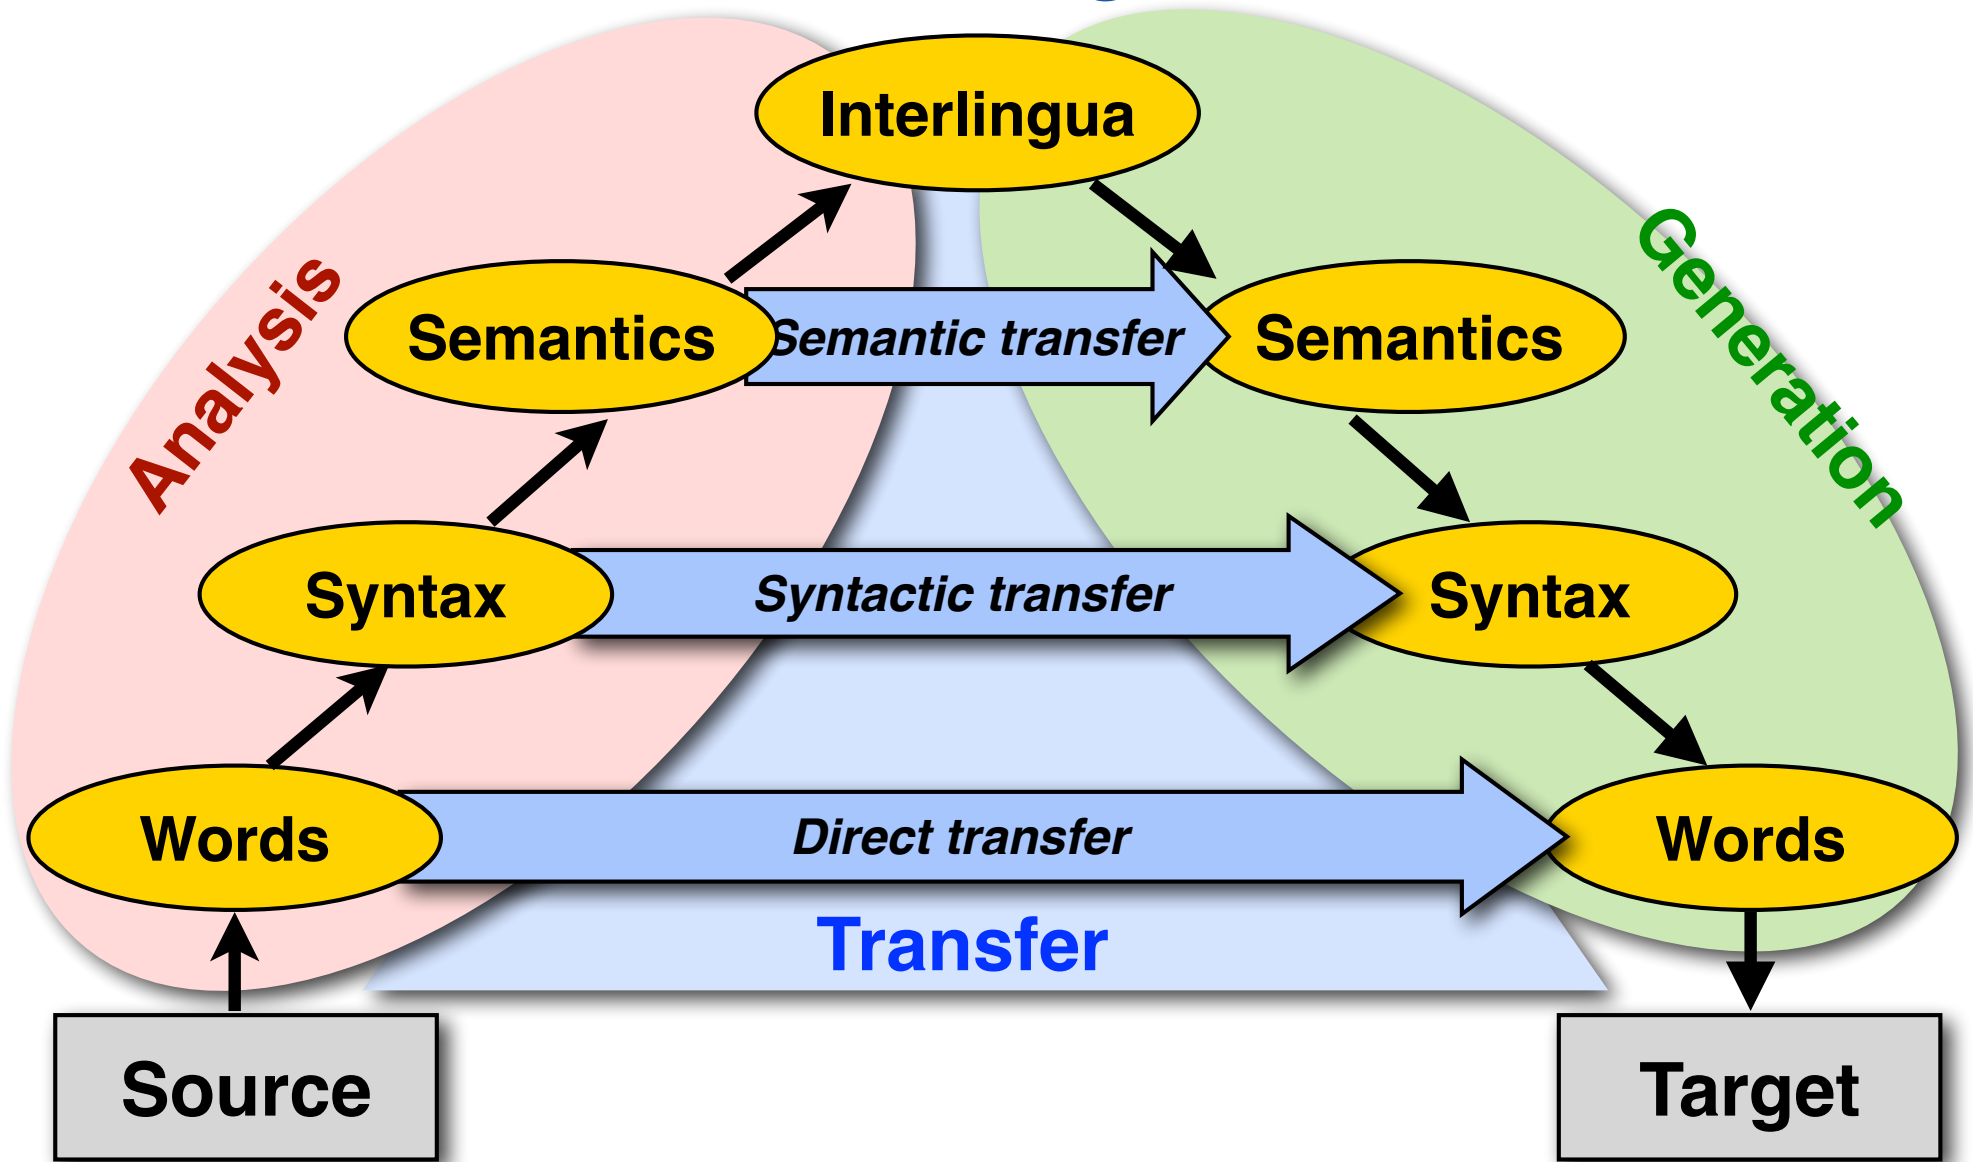 Interlingua
Analysis
Generation
Semantics
Semantic transfer
Semantics
Syntax
Syntactic transfer
Syntax
Words
Direct transfer
Words
Transfer
Source
Target